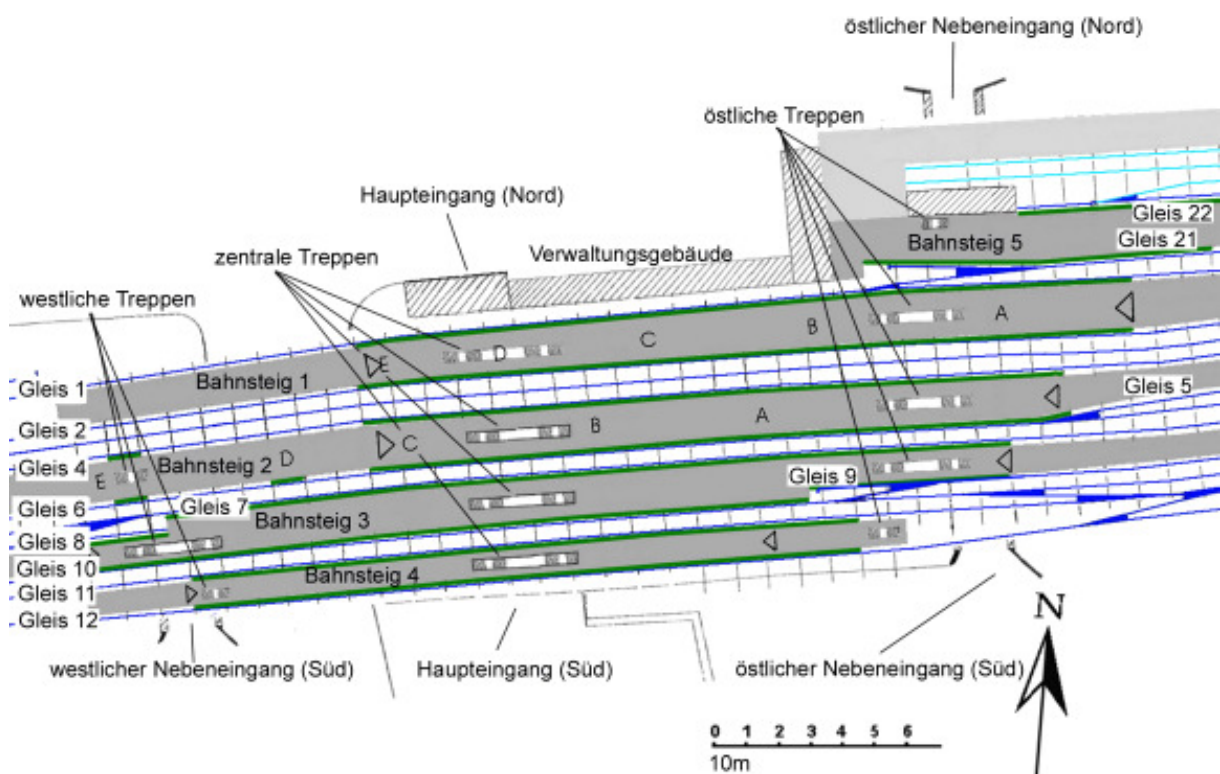 östlicher Nebeneingang (Nord)
östliche Treppen
Haupteingang (Nord)
Gleis 22
Bahnsteig 5
Gleis 21
zentrale Treppen
Verwaltungsgebäude
westliche Treppen
A
B
C
D
E
Bahnsteig 1
Gleis 1
Gleis 5
Gleis 2
A
B
C
Bahnsteig 2
D
E
Gleis 4
Gleis 9
Gleis 6
Gleis 7
Bahnsteig 3
Gleis 8
Gleis 10
Bahnsteig 4
Gleis 11
Gleis 12
N
westlicher Nebeneingang (Süd)
Haupteingang (Süd)
östlicher Nebeneingang (Süd)
0 1 2 3 4 5 6
10m